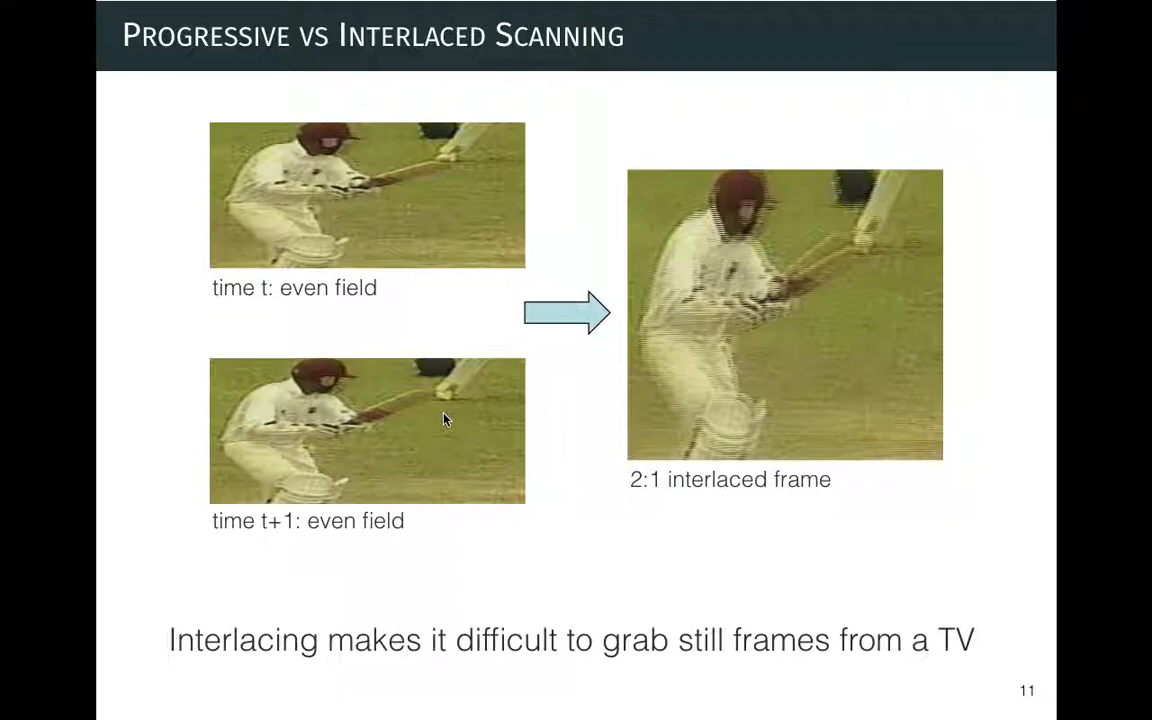 PROGRESSIVE VS INTERLACED SCANNING
time t: even field
time t+1: even field
2:1 interlaced frame
Interlacing makes it difficult to grab still frames from a TV
11